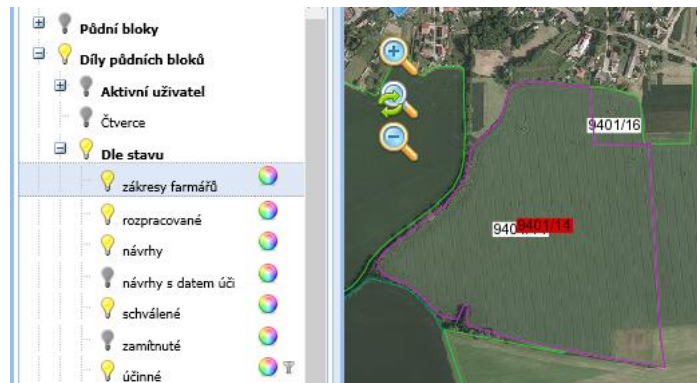 Půdní bloky
Díly půdních bloků
Aktivní uživatel
Čtverce
Dle stavu
zákresy farmářů
rozpracované
návrhy
návrhy s datem úči
schválené
zamítnuté
účinné
9401/16
9401/14